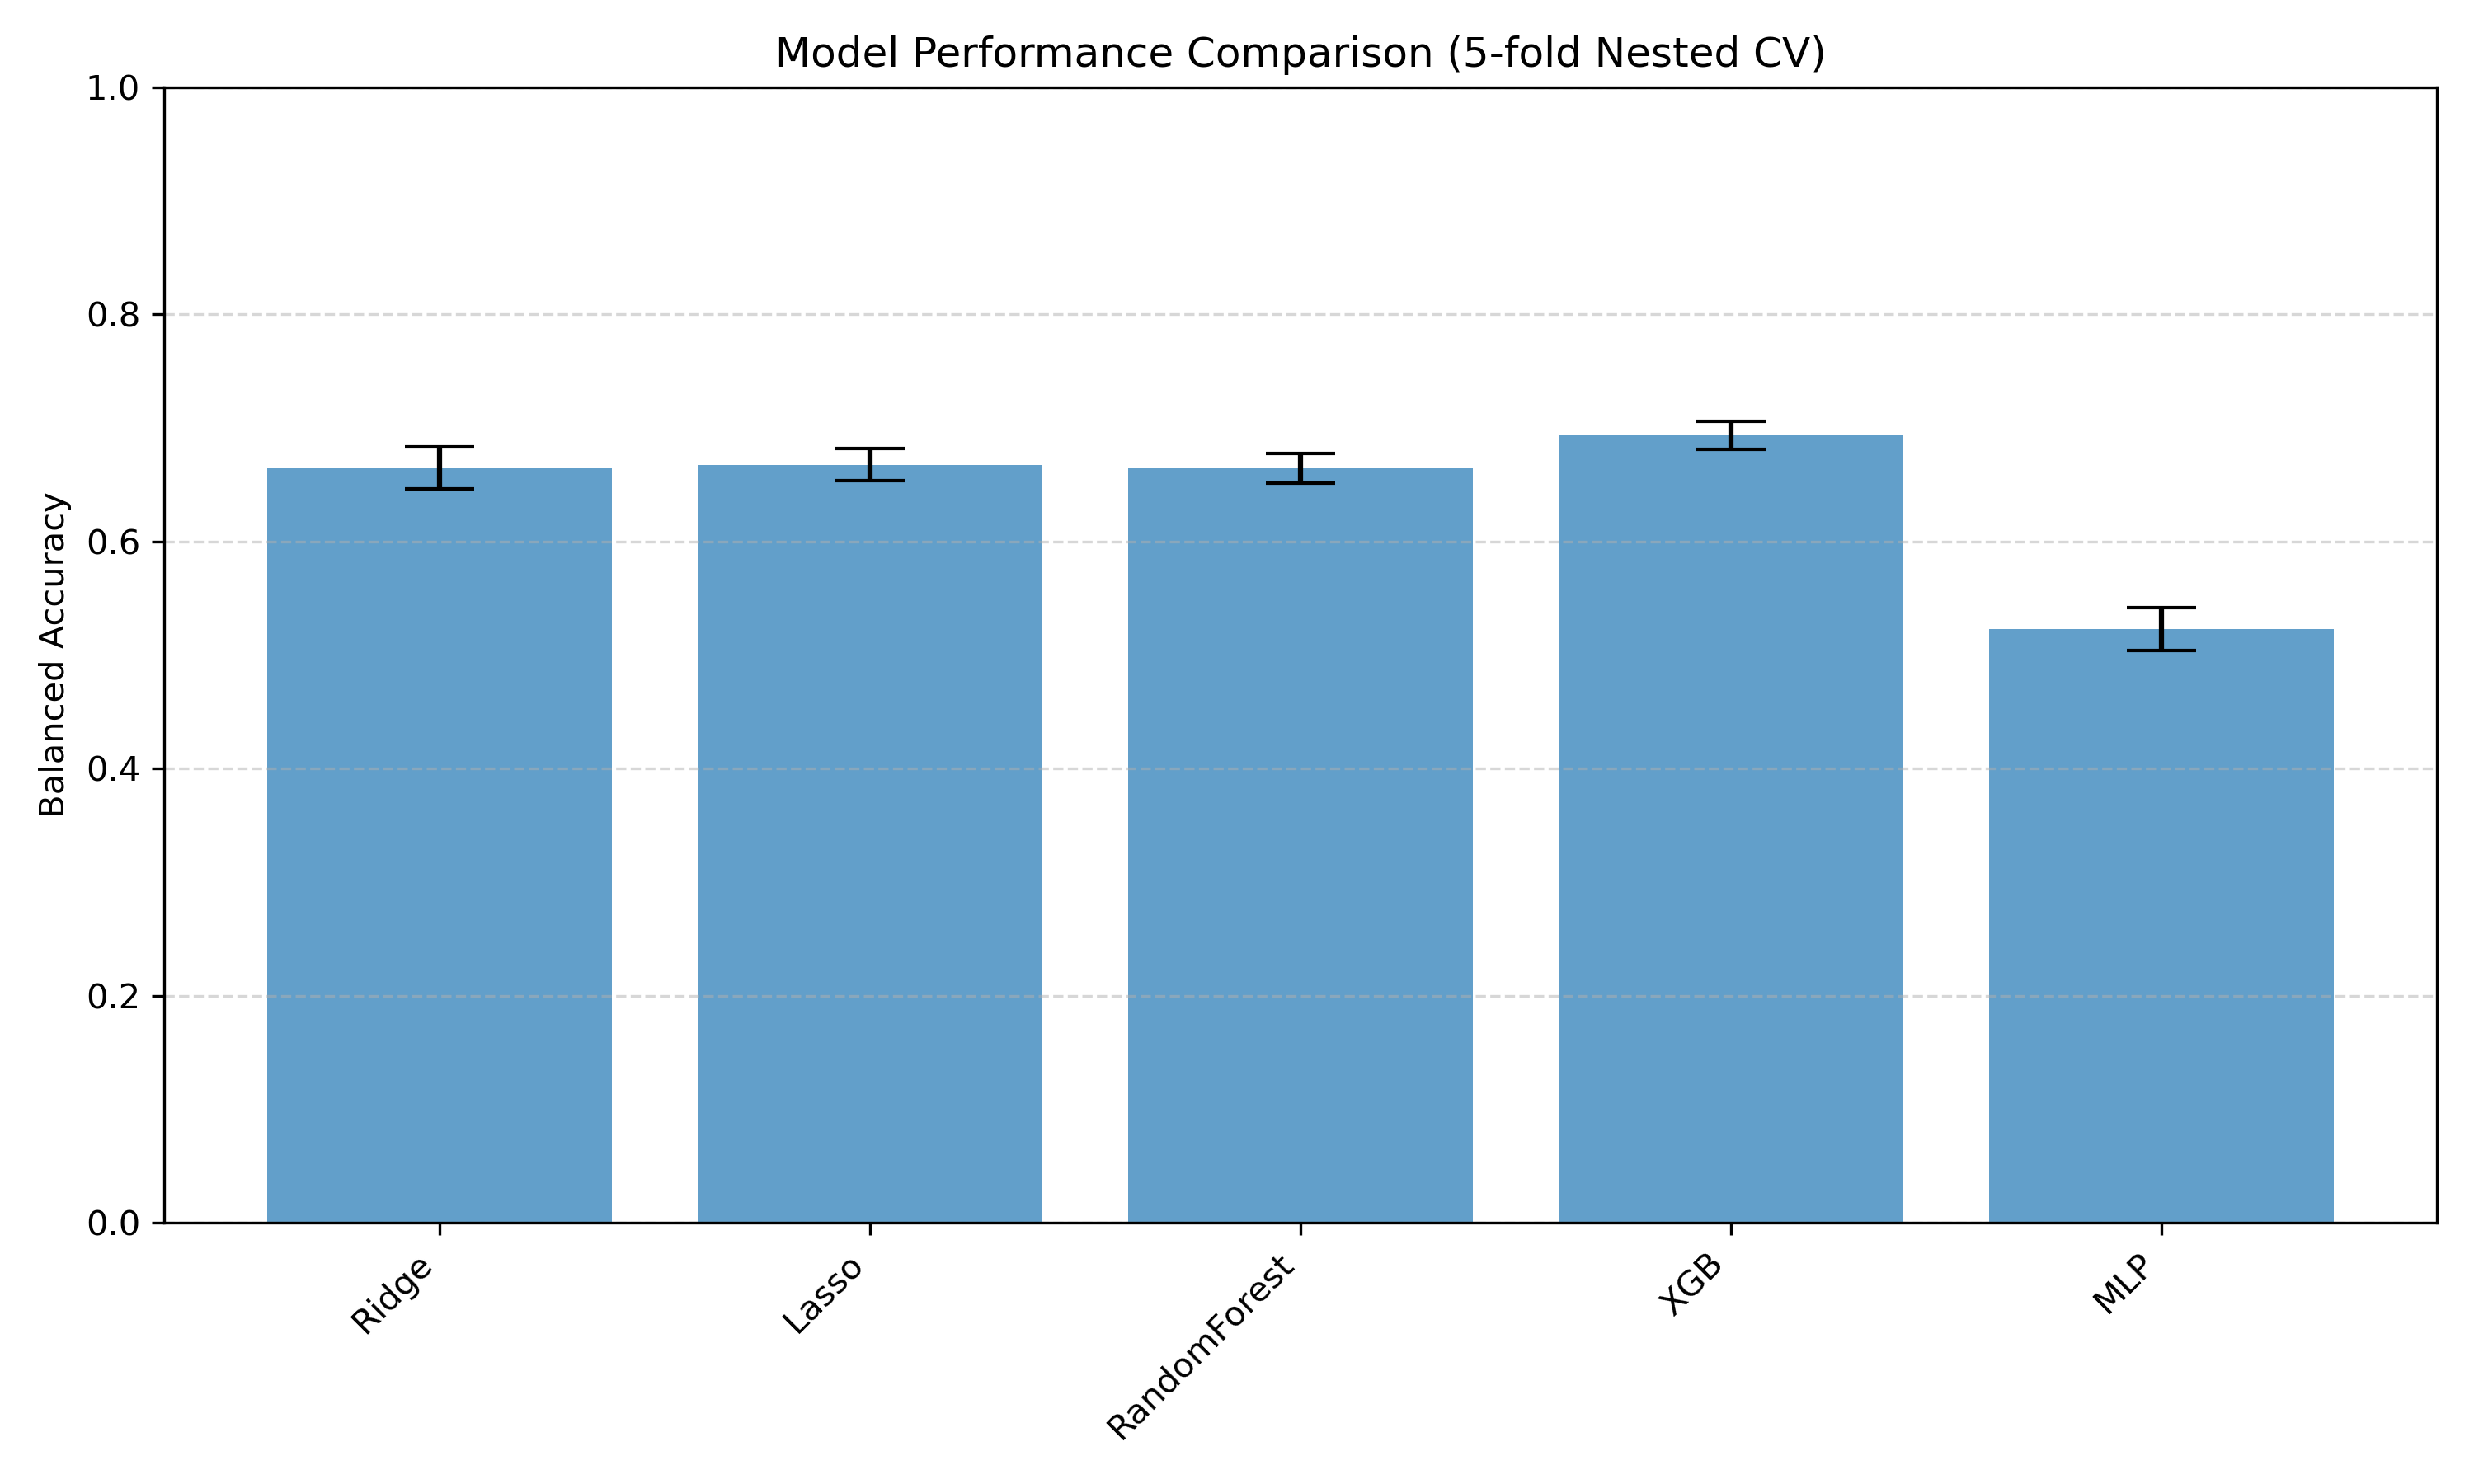 Model Performance Comparison (5-fold Nested CV)
1.0
0.8
0.6
0.4
0.2
0.0
Balanced Accuracy
Ridge
Lasso
RandomForest
XGB
MLP